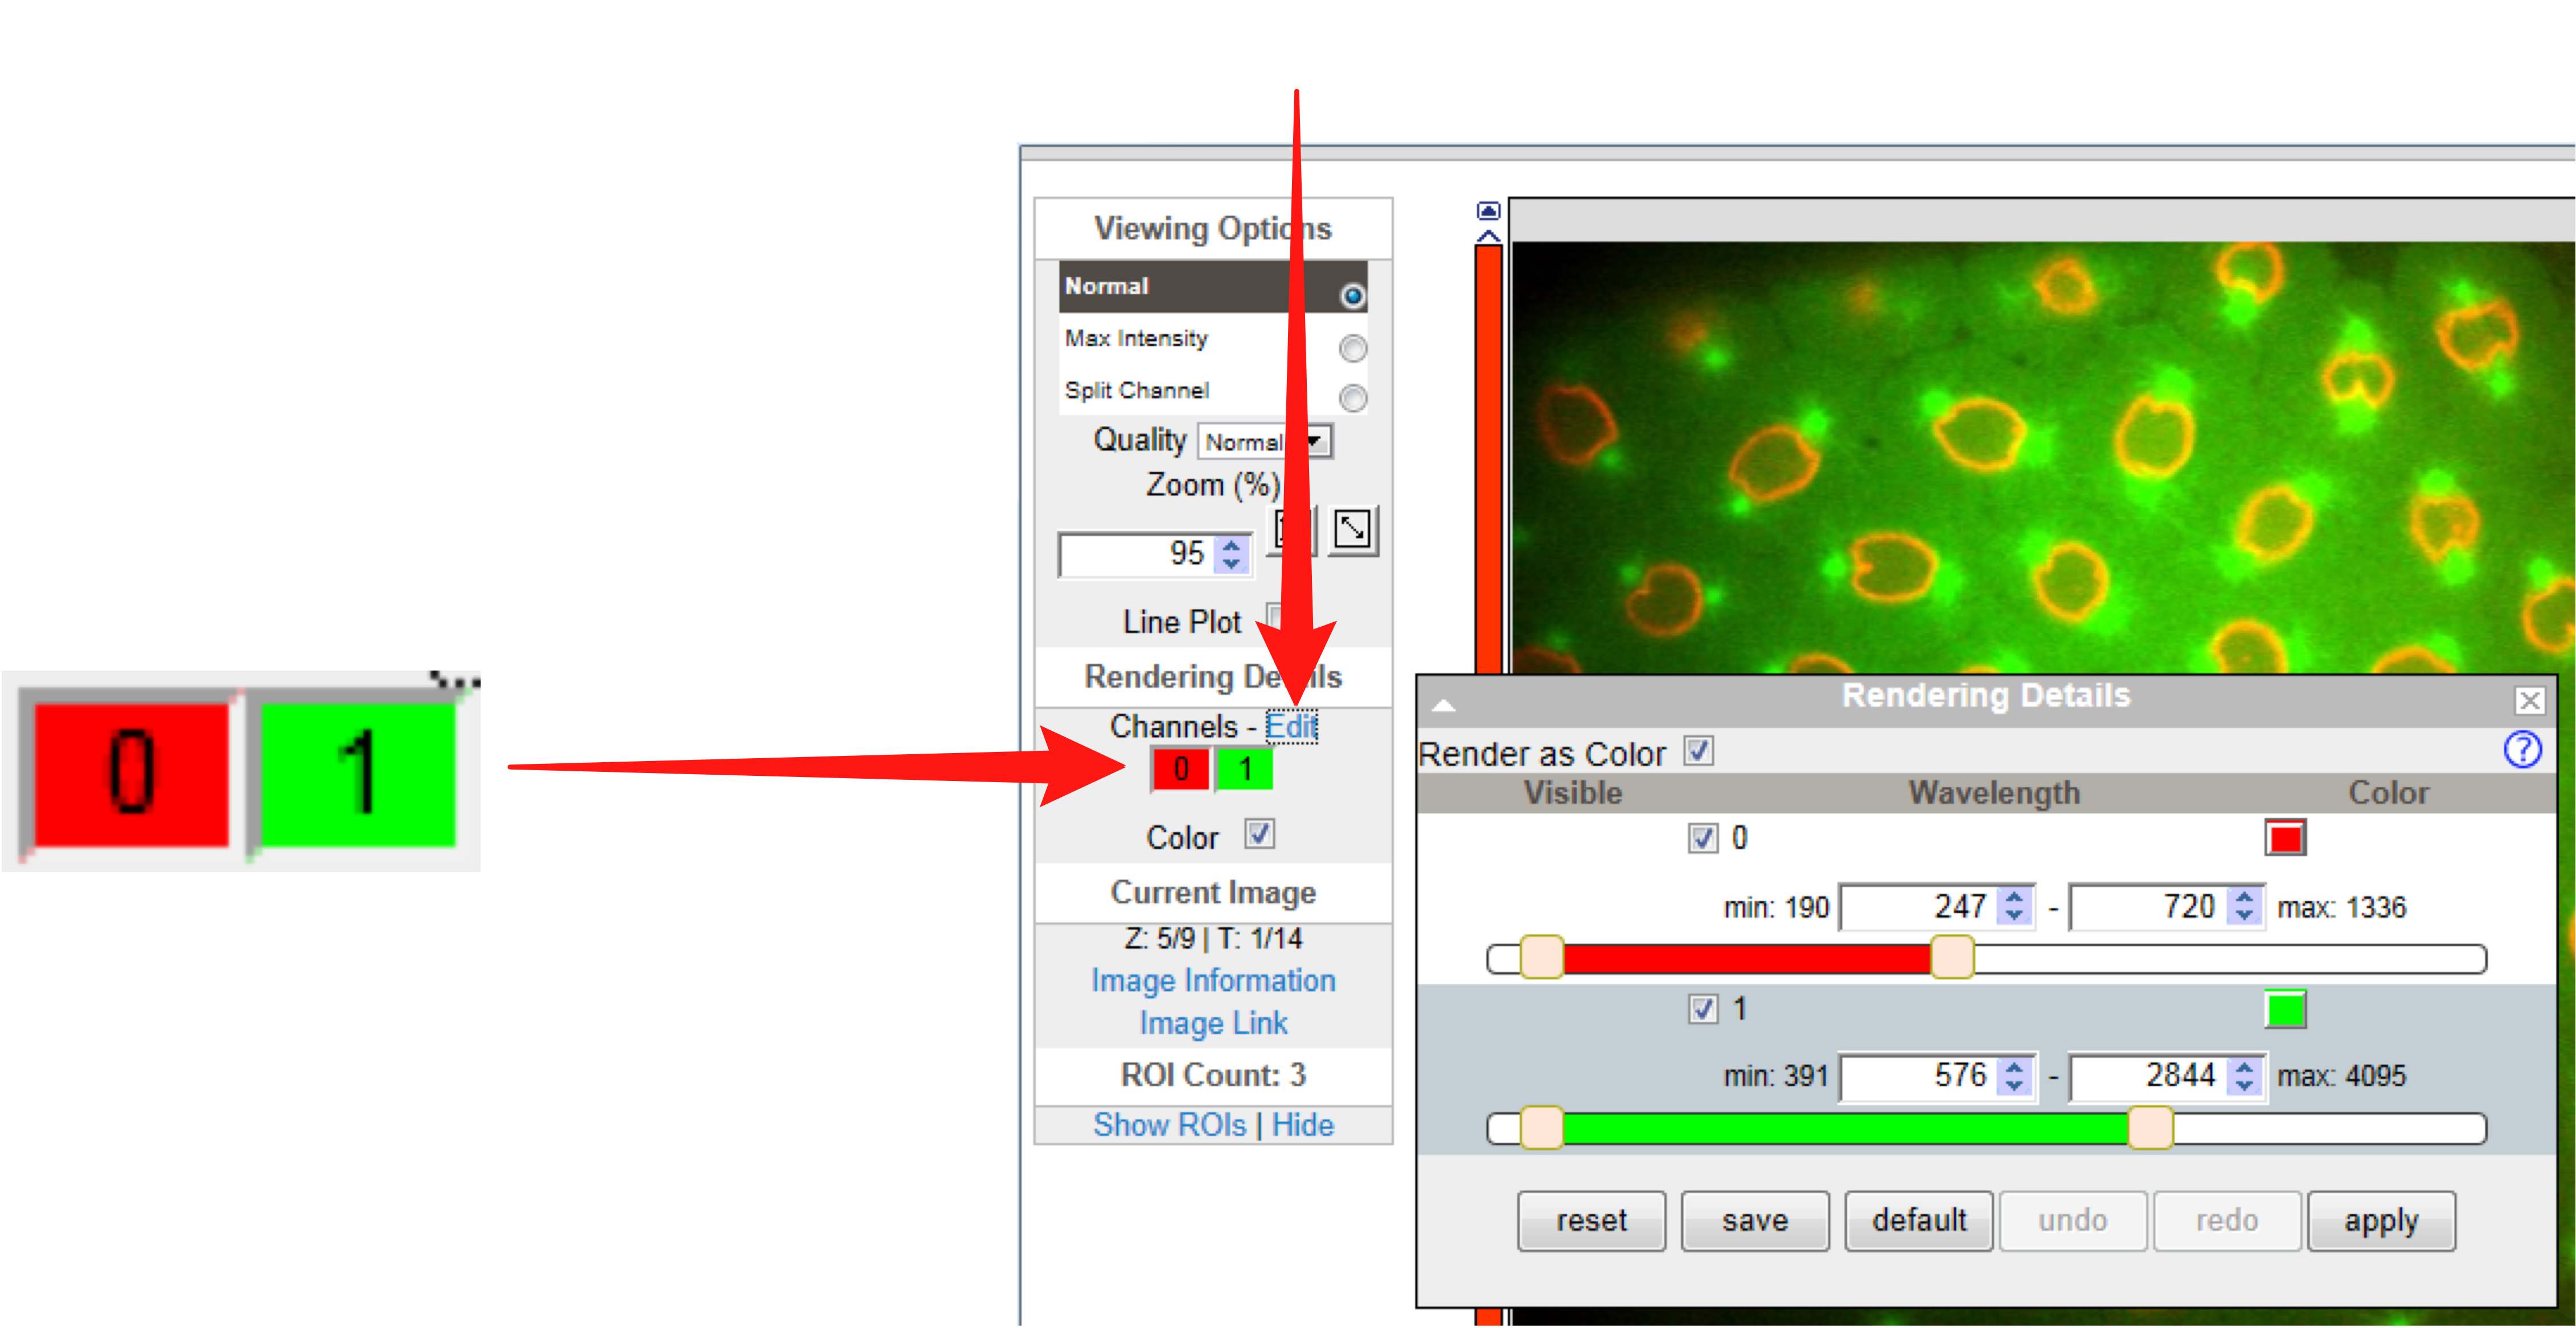 0 1
Viewing Options
Normal
Max Intensity
Split Channel
Quality Normal
Zoom (%)
95
Line Plot
Rendering Details
Channels - Edit
0 1
Color
Current Image
Z: 5/9 | T: 1/14
Image Information
Image Link
ROI Count: 3
Show ROIs | Hide
Rendering Details
Render as Color ?
Visible Wavelength Color
0
min: 190 247 - 720 max: 1336
1
min: 391 576 - 2844 max: 4095
reset save default undo redo apply